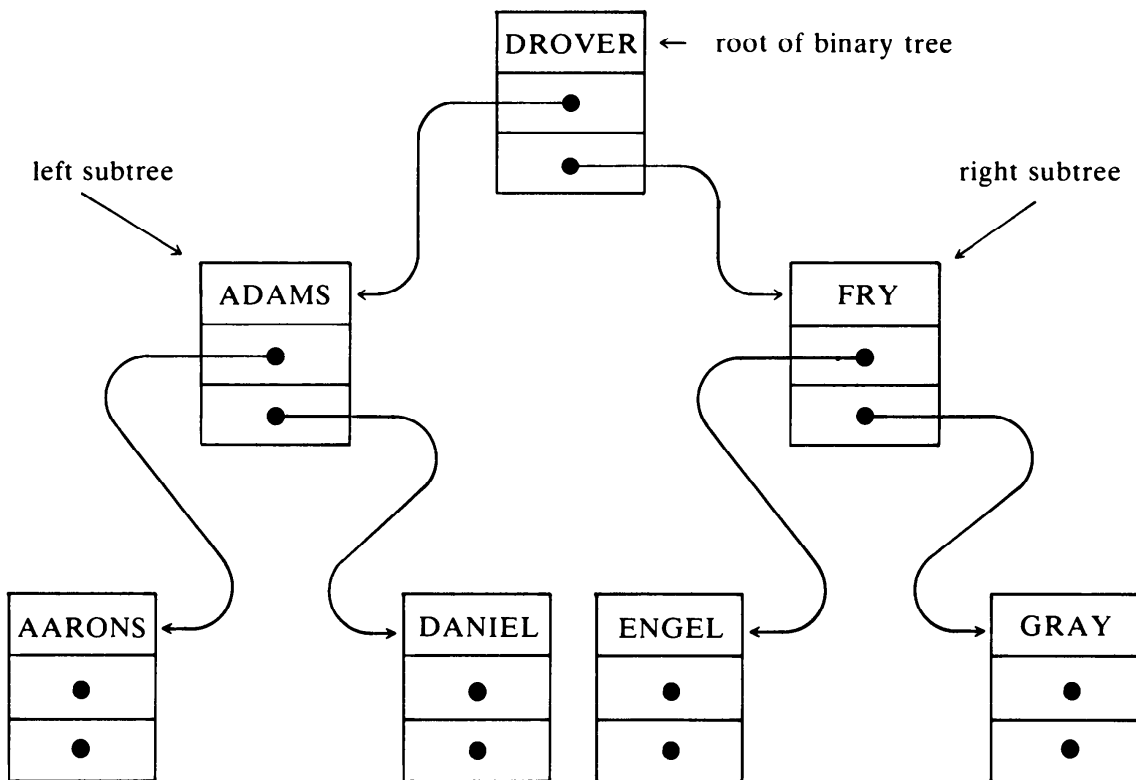 DROVER
root of binary tree
left subtree
right subtree
ADAMS
FRY
AARONS
DANIEL
ENGEL
GRAY